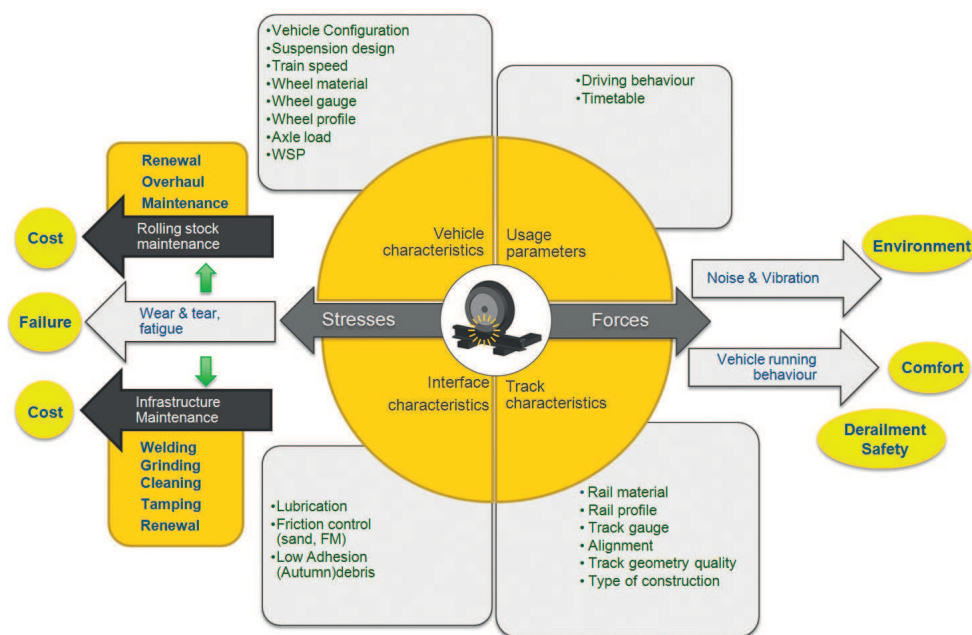 •Vehicle Configuration
•Suspension design
•Train speed
•Wheel material
•Wheel gauge
•Wheel profile
•Axle load
•WSP
•Driving behaviour
•Timetable
Renewal
Overhaul
Maintenance
Cost
Rolling stock
maintenance
Vehicle
characteristics
Usage
parameters
Environment
Noise & Vibration
Failure
Wear & tear,
fatigue
Stresses
Forces
Vehicle running
behaviour
Comfort
Cost
Infrastructure
Maintenance
Interface
characteristics
Track
characteristics
Derailment
Safety
Welding
Grinding
Cleaning
Tamping
Renewal
•Lubrication
•Friction control
(sand, FM)
•Low Adhesion
(Autumn)debris
• Rail material
• Rail profile
•Track gauge
•Alignment
•Track geometry quality
•Type of construction